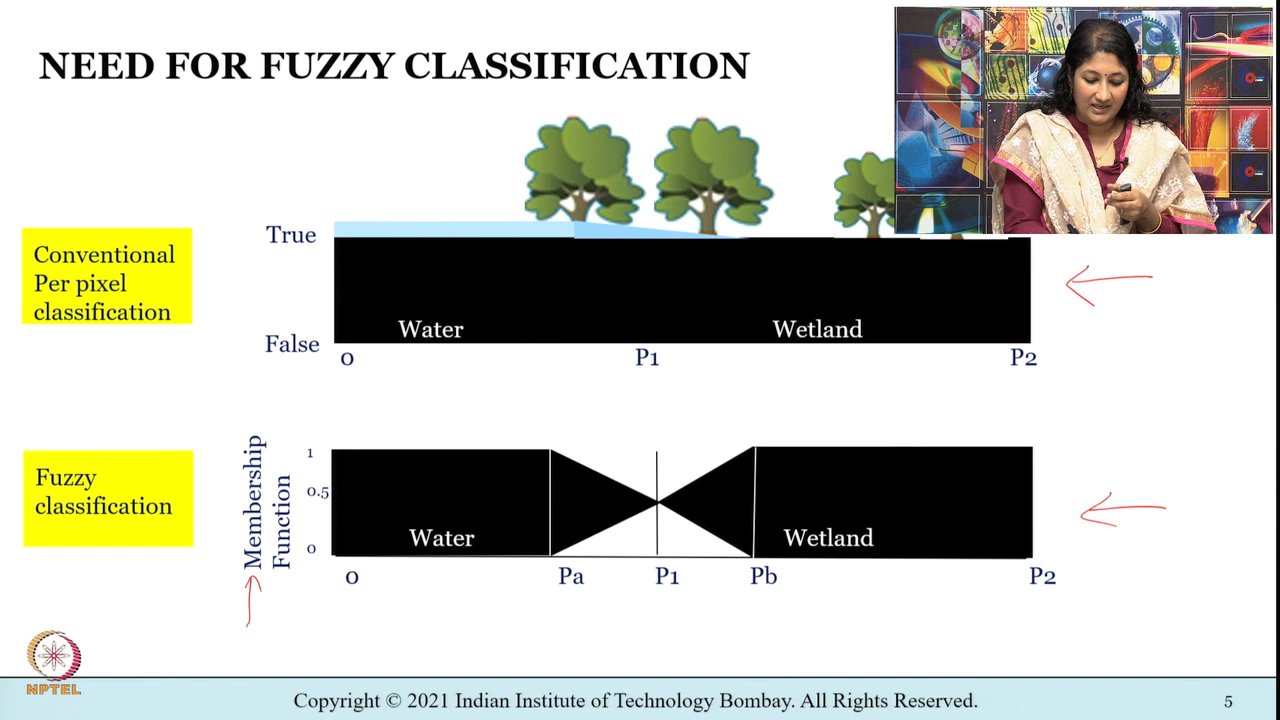 NEED FOR FUZZY CLASSIFICATION
Conventional
Per pixel
classification
True
False
Water
Wetland
0
P1
P2
Fuzzy
classification
Membership
Function
1
0.5
0
Water
Wetland
0
Pa
P1
Pb
P2
NPTEL
Copyright © 2021 Indian Institute of Technology Bombay. All Rights Reserved.
5